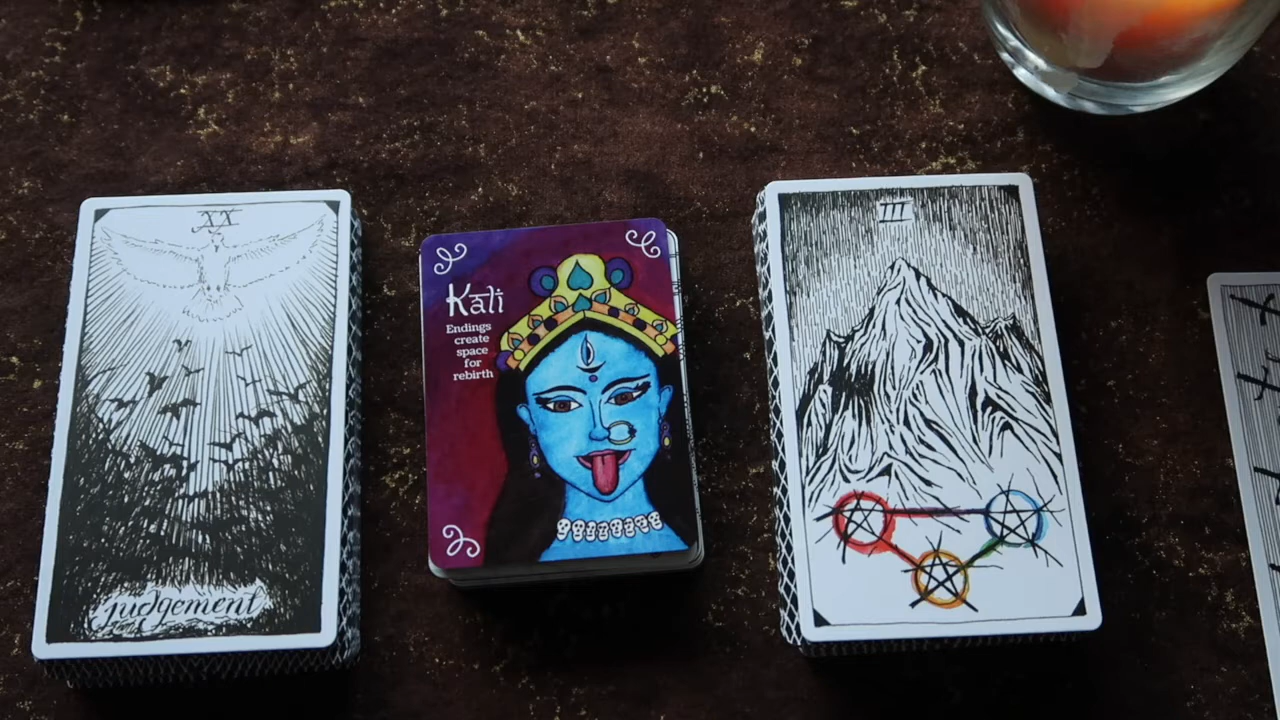 XX
judgement
Kali
Endings
create
space
for
rebirth
III